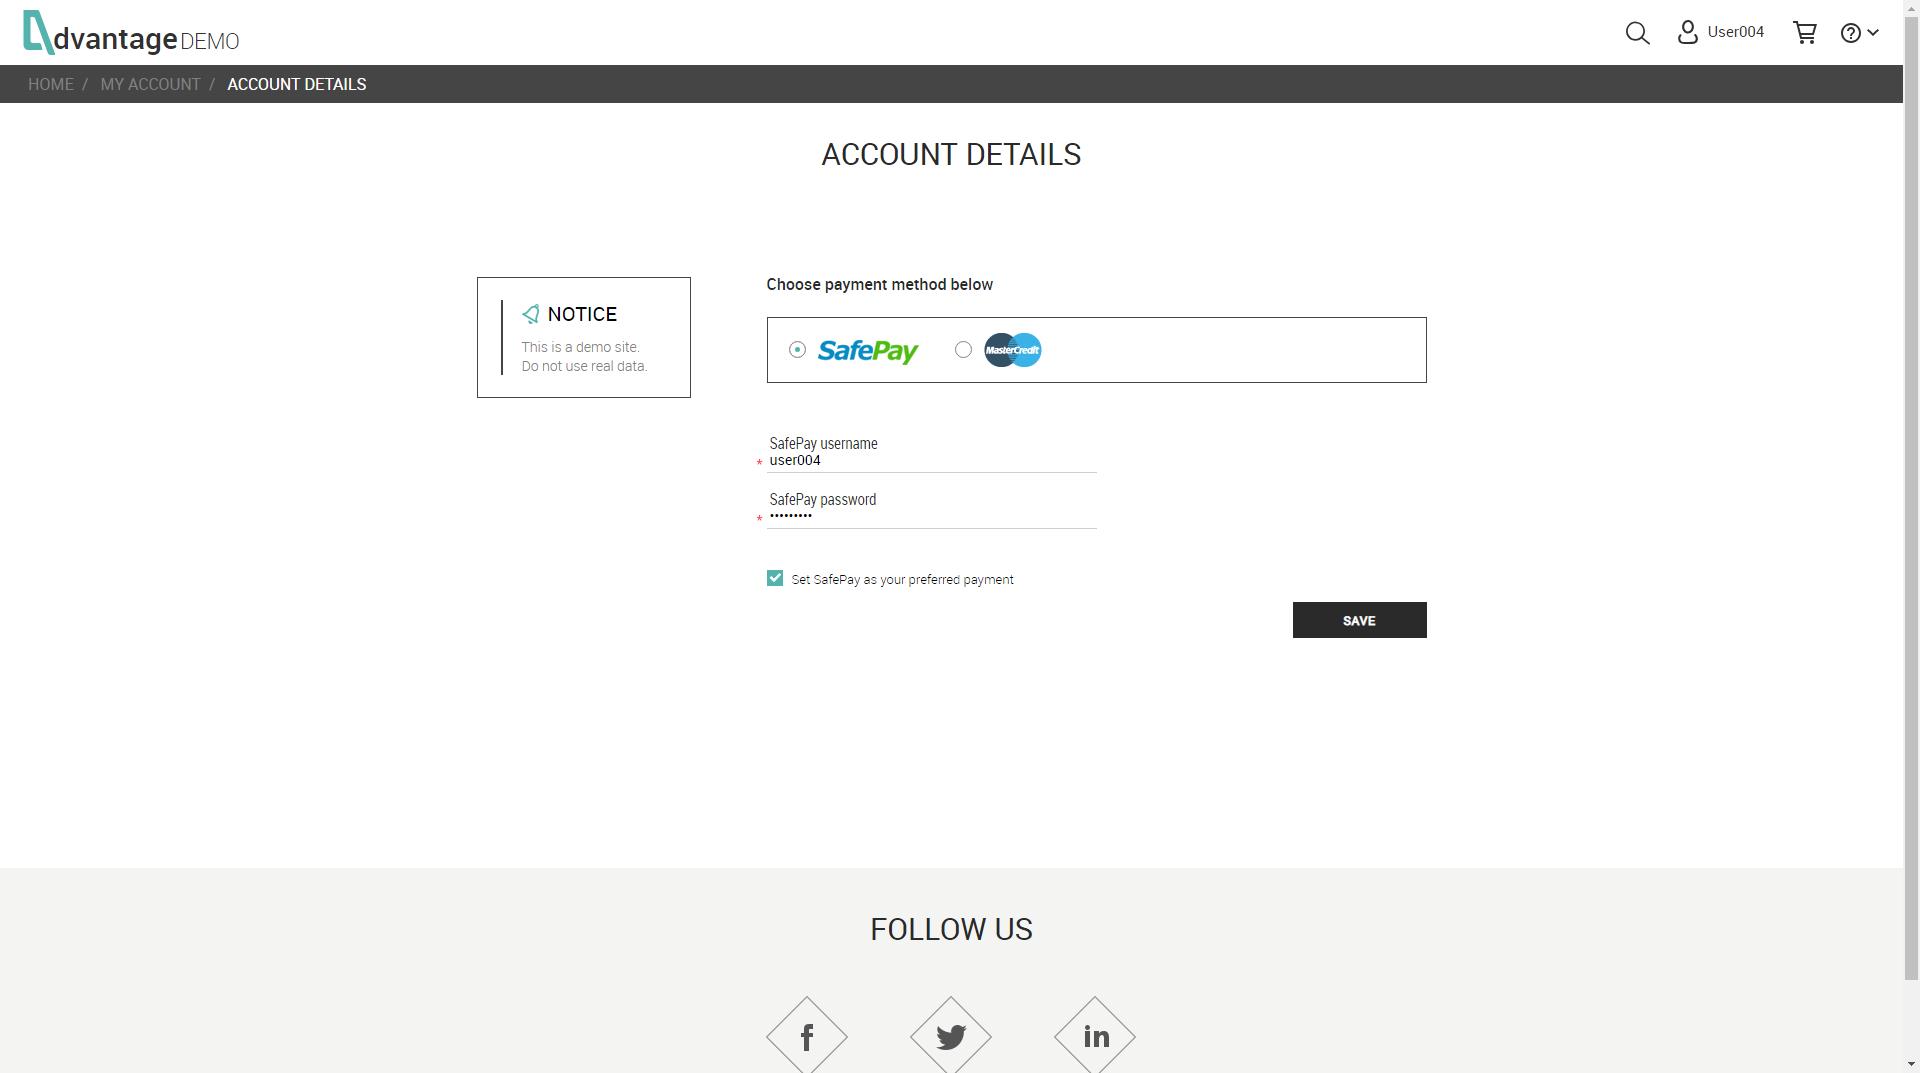 dvantage DEMO
User004
HOME / MY ACCOUNT / ACCOUNT DETAILS
ACCOUNT DETAILS
NOTICE
This is a demo site.
Do not use real data.
Choose payment method below
SafePay
MasterCredit
SafePay username
* user004
SafePay password
* •••••••••
Set SafePay as your preferred payment
SAVE
FOLLOW US
f
in